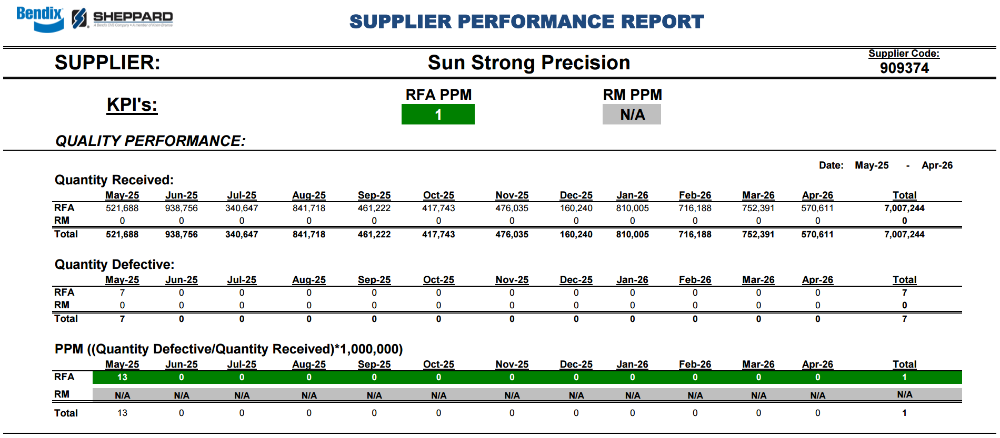 Bendix SHEPPARD
A Bendix CVS Company • A member of Knorr-Bremse
SUPPLIER PERFORMANCE REPORT
SUPPLIER: Sun Strong Precision Supplier Code:
909374
KPI's: RFA PPM RM PPM
1 N/A
QUALITY PERFORMANCE:
Date: May-25 - Apr-26
Quantity Received:
May-25 Jun-25 Jul-25 Aug-25 Sep-25 Oct-25 Nov-25 Dec-25 Jan-26 Feb-26 Mar-26 Apr-26 Total
RFA 521,688 938,756 340,647 841,718 461,222 417,743 476,035 160,240 810,005 716,188 752,391 570,611 7,007,244
RM 0 0 0 0 0 0 0 0 0 0 0 0 0
Total 521,688 938,756 340,647 841,718 461,222 417,743 476,035 160,240 810,005 716,188 752,391 570,611 7,007,244
Quantity Defective:
May-25 Jun-25 Jul-25 Aug-25 Sep-25 Oct-25 Nov-25 Dec-25 Jan-26 Feb-26 Mar-26 Apr-26 Total
RFA 7 0 0 0 0 0 0 0 0 0 0 0 7
RM 0 0 0 0 0 0 0 0 0 0 0 0 0
Total 7 0 0 0 0 0 0 0 0 0 0 0 7
PPM ((Quantity Defective/Quantity Received)*1,000,000)
May-25 Jun-25 Jul-25 Aug-25 Sep-25 Oct-25 Nov-25 Dec-25 Jan-26 Feb-26 Mar-26 Apr-26 Total
RFA 13 0 0 0 0 0 0 0 0 0 0 0 1
RM N/A N/A N/A N/A N/A N/A N/A N/A N/A N/A N/A N/A N/A
Total 13 0 0 0 0 0 0 0 0 0 0 0 1